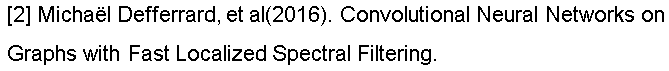 [2] Michaël Defferrard, et al(2016). Convolutional Neural Networks on
Graphs with Fast Localized Spectral Filtering.